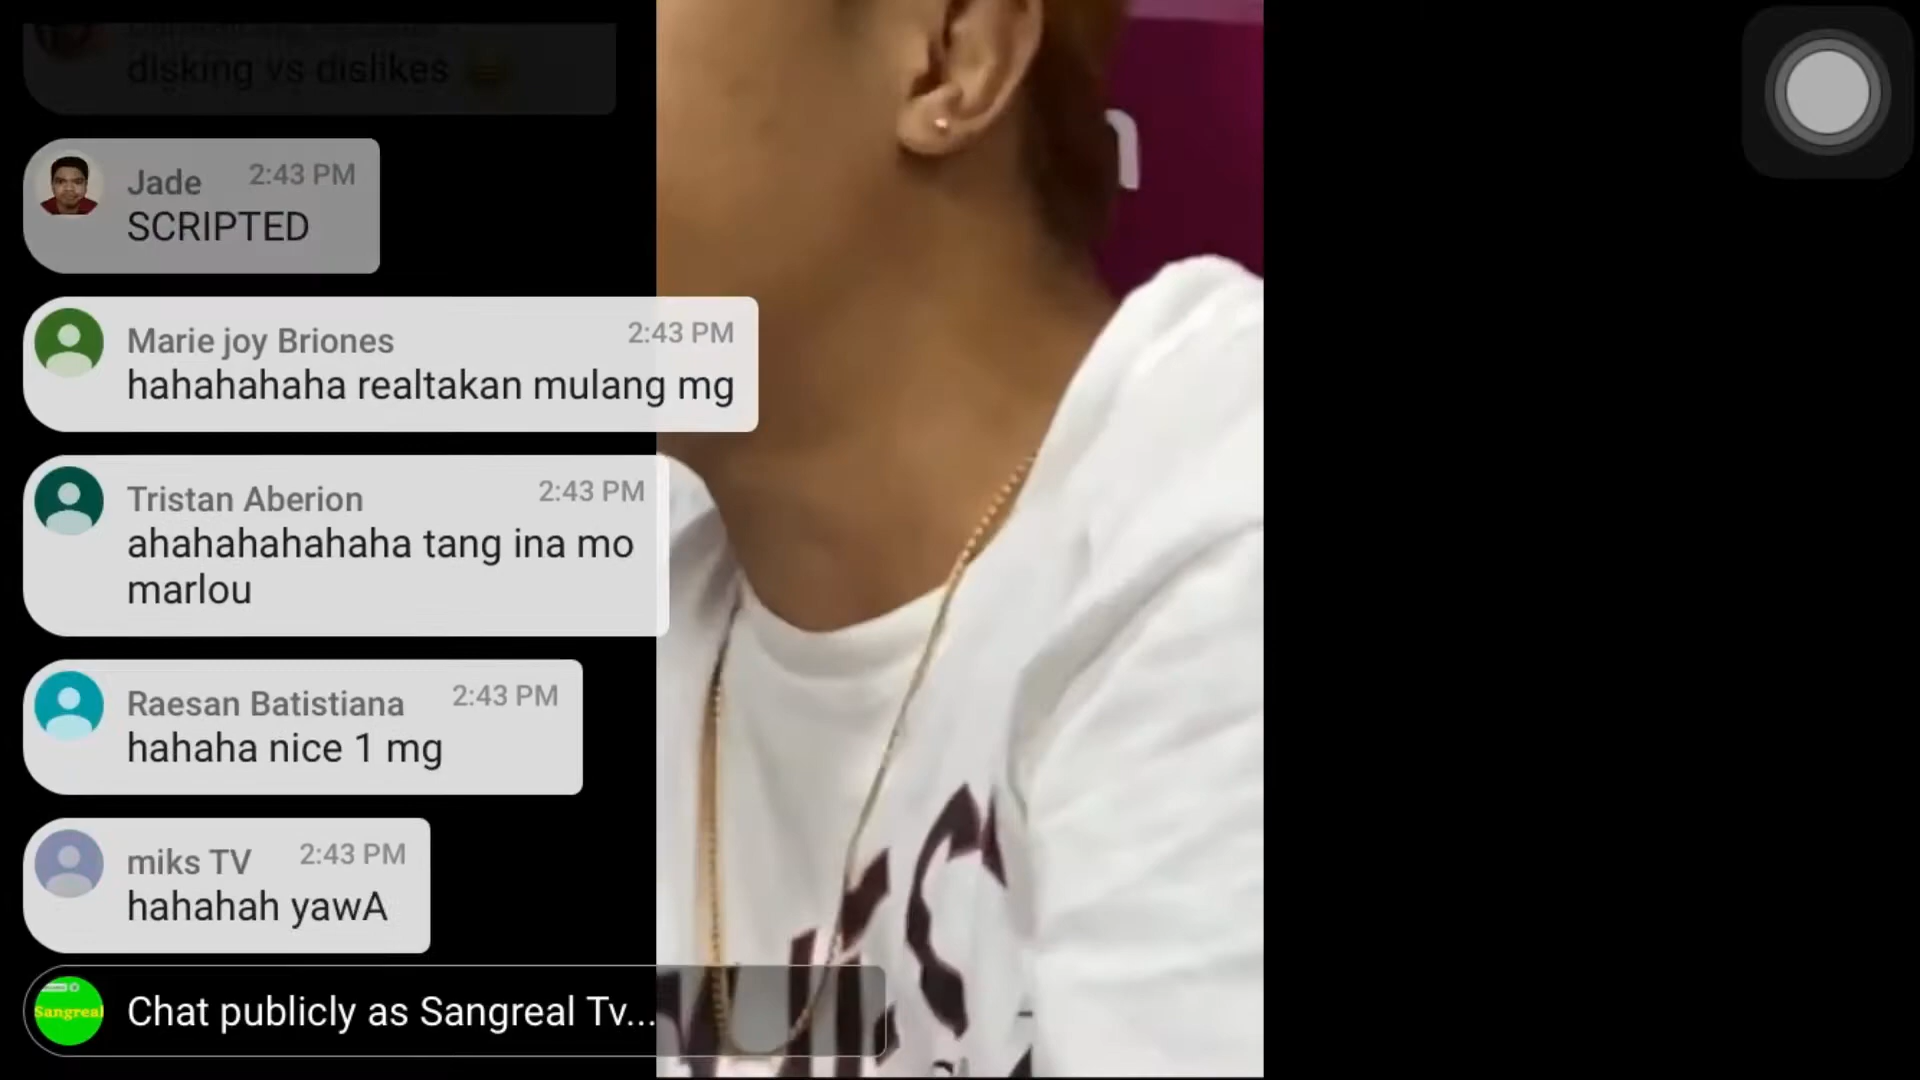 disking vs dislikes
Jade 2:43 PM
SCRIPTED
Marie joy Briones 2:43 PM
hahahahaha realtakan mulang mg
Tristan Aberion 2:43 PM
ahahahahahaha tang ina mo
marlou
Raesan Batistiana 2:43 PM
hahaha nice 1 mg
miks TV 2:43 PM
hahahah yawA
Sangreal
Chat publicly as Sangreal Tv...